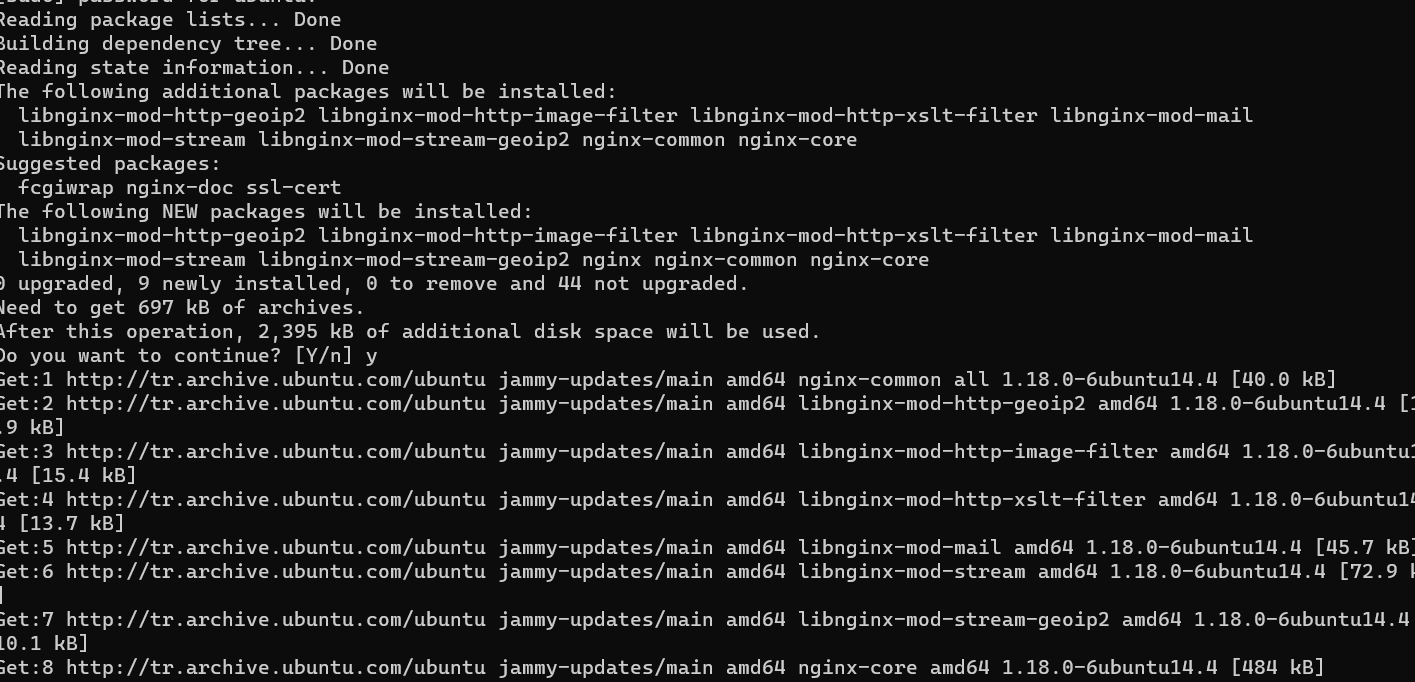 [sudo] password for ubuntu:
Reading package lists... Done
Building dependency tree... Done
Reading state information... Done
The following additional packages will be installed:
  libnginx-mod-http-geoip2 libnginx-mod-http-image-filter libnginx-mod-http-xslt-filter libnginx-mod-mail
  libnginx-mod-stream libnginx-mod-stream-geoip2 nginx-common nginx-core
Suggested packages:
  fcgiwrap nginx-doc ssl-cert
The following NEW packages will be installed:
  libnginx-mod-http-geoip2 libnginx-mod-http-image-filter libnginx-mod-http-xslt-filter libnginx-mod-mail
  libnginx-mod-stream libnginx-mod-stream-geoip2 nginx nginx-common nginx-core
0 upgraded, 9 newly installed, 0 to remove and 44 not upgraded.
Need to get 697 kB of archives.
After this operation, 2,395 kB of additional disk space will be used.
Do you want to continue? [Y/n] y
Get:1 http://tr.archive.ubuntu.com/ubuntu jammy-updates/main amd64 nginx-common all 1.18.0-6ubuntu14.4 [40.0 kB]
Get:2 http://tr.archive.ubuntu.com/ubuntu jammy-updates/main amd64 libnginx-mod-http-geoip2 amd64 1.18.0-6ubuntu14.4 [1
.9 kB]
Get:3 http://tr.archive.ubuntu.com/ubuntu jammy-updates/main amd64 libnginx-mod-http-image-filter amd64 1.18.0-6ubuntu1
.4 [15.4 kB]
Get:4 http://tr.archive.ubuntu.com/ubuntu jammy-updates/main amd64 libnginx-mod-http-xslt-filter amd64 1.18.0-6ubuntu14
4 [13.7 kB]
Get:5 http://tr.archive.ubuntu.com/ubuntu jammy-updates/main amd64 libnginx-mod-mail amd64 1.18.0-6ubuntu14.4 [45.7 kB]
Get:6 http://tr.archive.ubuntu.com/ubuntu jammy-updates/main amd64 libnginx-mod-stream amd64 1.18.0-6ubuntu14.4 [72.9 k
]
Get:7 http://tr.archive.ubuntu.com/ubuntu jammy-updates/main amd64 libnginx-mod-stream-geoip2 amd64 1.18.0-6ubuntu14.4
10.1 kB]
Get:8 http://tr.archive.ubuntu.com/ubuntu jammy-updates/main amd64 nginx-core amd64 1.18.0-6ubuntu14.4 [484 kB]